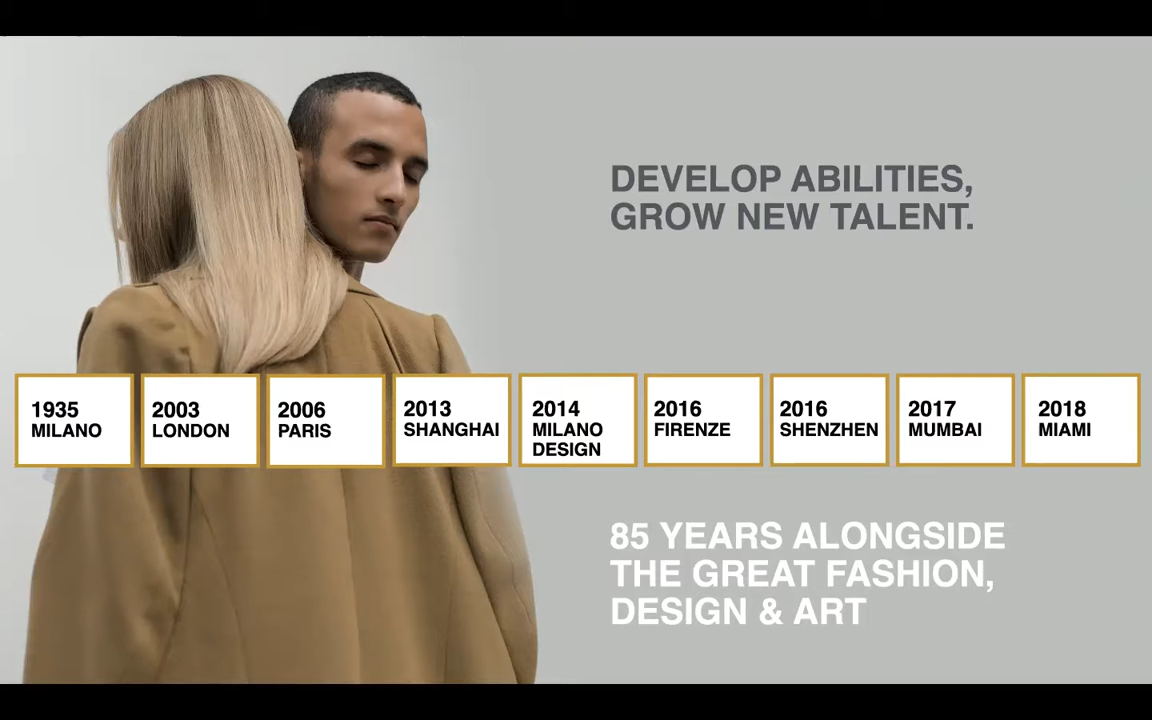 DEVELOP ABILITIES,
GROW NEW TALENT.
1935
MILANO
2003
LONDON
2006
PARIS
2013
SHANGHAI
2014
MILANO
DESIGN
2016
FIRENZE
2016
SHENZHEN
2017
MUMBAI
2018
MIAMI
85 YEARS ALONGSIDE
THE GREAT FASHION,
DESIGN & ART